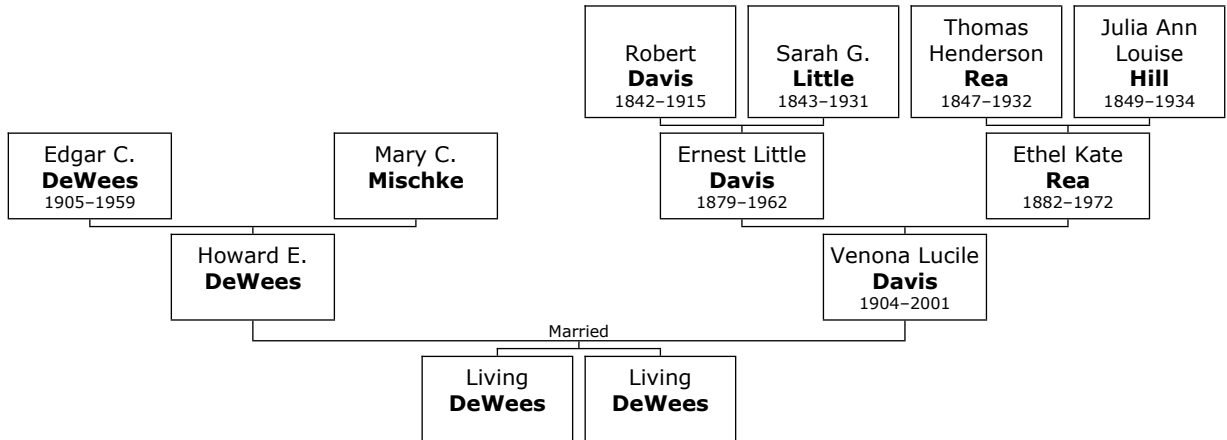 Robert
Davis
1842–1915
Sarah G.
Little
1843–1931
Thomas
Henderson
Rea
1847–1932
Julia Ann
Louise
Hill
1849–1934
Edgar C.
DeWees
1905–1959
Mary C.
Mischke
Ernest Little
Davis
1879–1962
Ethel Kate
Rea
1882–1972
Howard E.
DeWees
Venona Lucile
Davis
1904–2001
Married
Living
DeWees
Living
DeWees